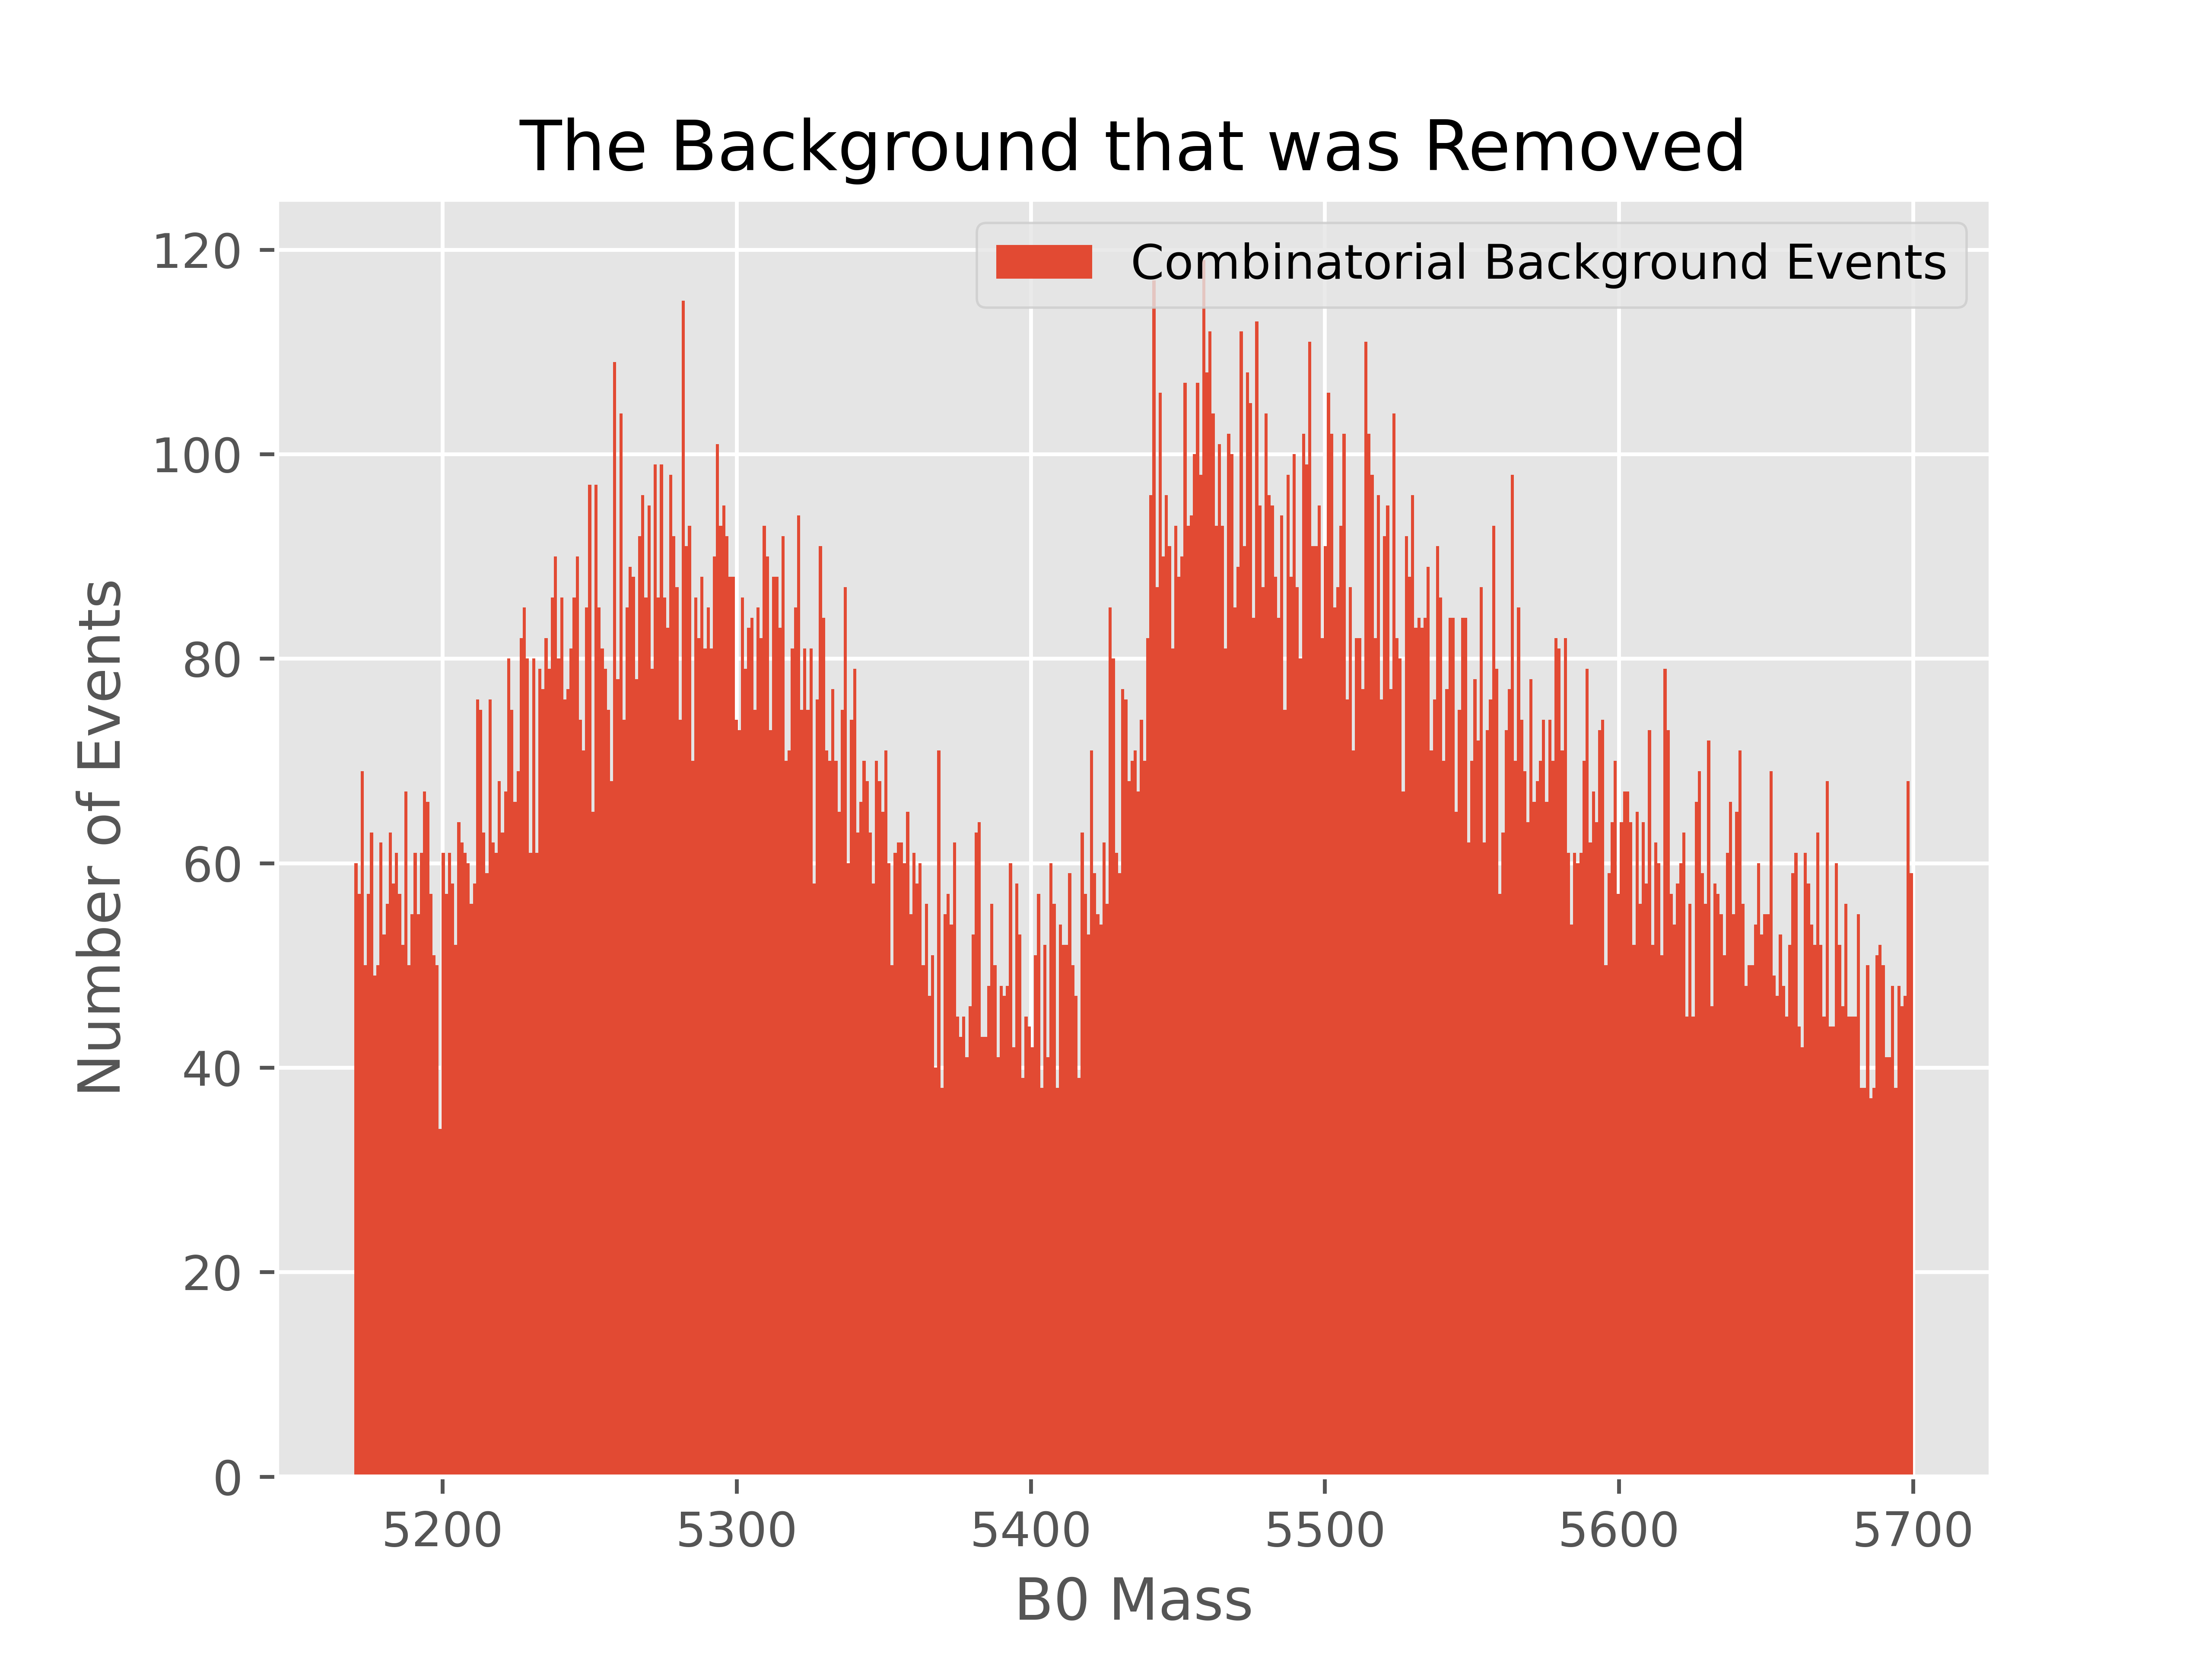 The Background that was Removed
Combinatorial Background Events
120
100
80
60
40
20
0
Number of Events
5200 5300 5400 5500 5600 5700
B0 Mass